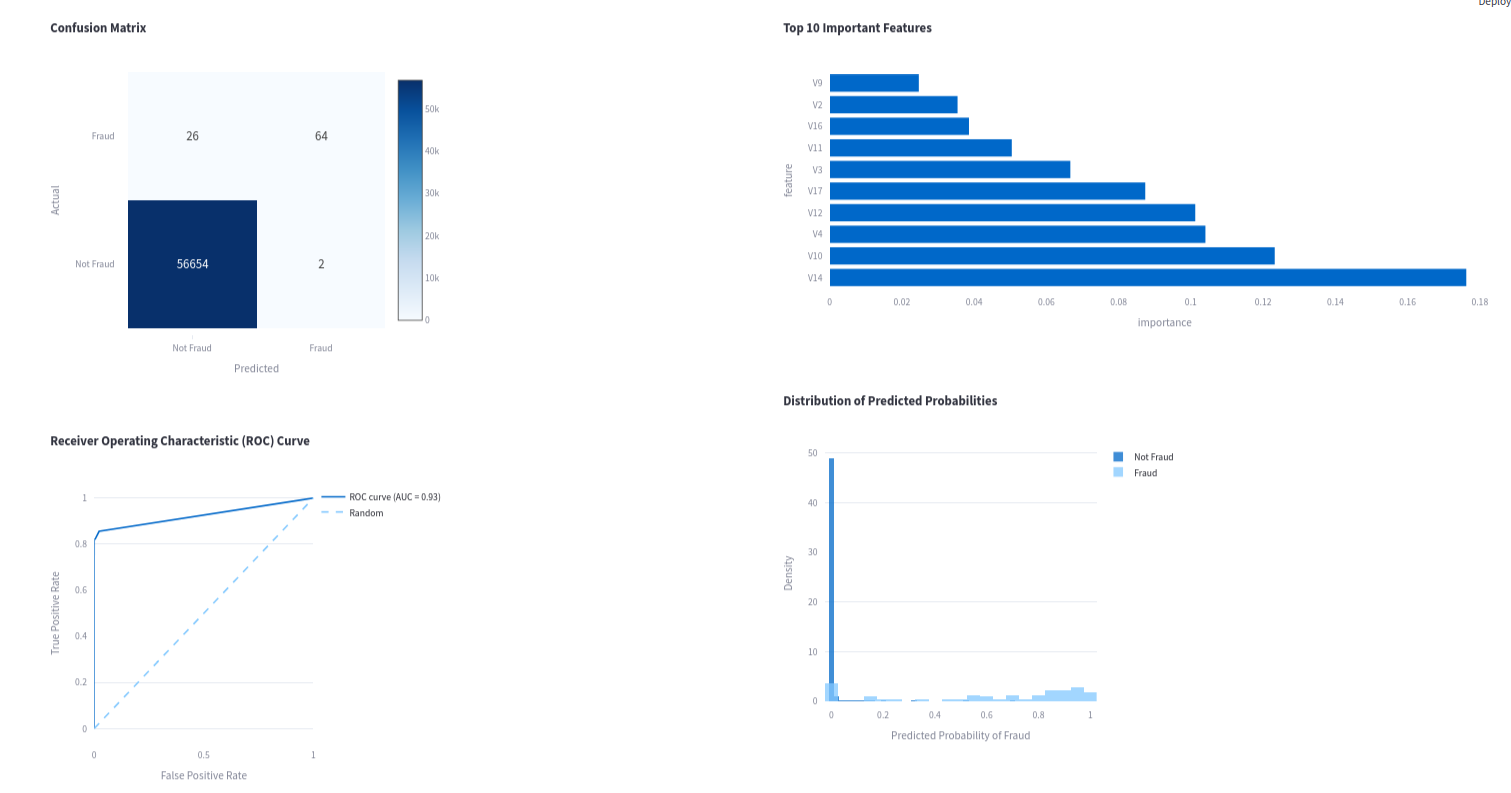 Deploy
Confusion Matrix
Fraud
26
64
Actual
Not Fraud
56654
2
50k
40k
30k
20k
10k
0
Not Fraud
Fraud
Predicted
Top 10 Important Features
V9
V2
V16
V11
V3
V17
V12
V4
V10
V14
feature
0
0.02
0.04
0.06
0.08
0.1
0.12
0.14
0.16
0.18
importance
Receiver Operating Characteristic (ROC) Curve
1
0.8
0.6
0.4
0.2
0
True Positive Rate
0
0.5
1
False Positive Rate
ROC curve (AUC = 0.93)
Random
Distribution of Predicted Probabilities
50
40
30
20
10
0
Density
0
0.2
0.4
0.6
0.8
1
Predicted Probability of Fraud
Not Fraud
Fraud